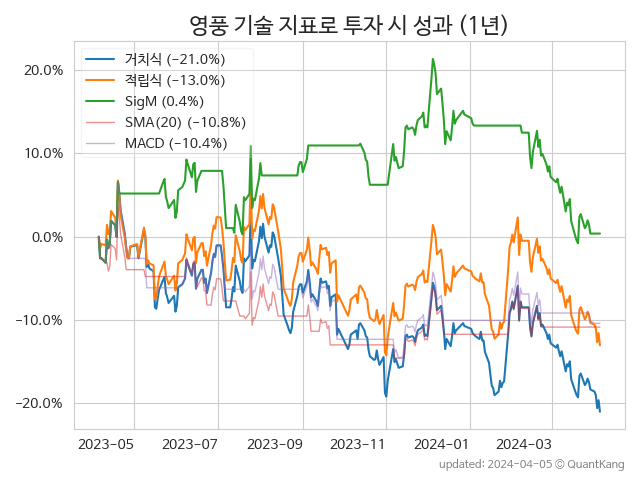 영풍 기술 지표로 투자 시 성과 (1년)
거치식 (−21.0%)
적립식 (−13.0%)
SigM (0.4%)
SMA(20) (−10.8%)
MACD (−10.4%)
20.0%
10.0%
0.0%
−10.0%
−20.0%
2023-05 2023-07 2023-09 2023-11 2024-01 2024-03
updated: 2024-04-05 © QuantKang